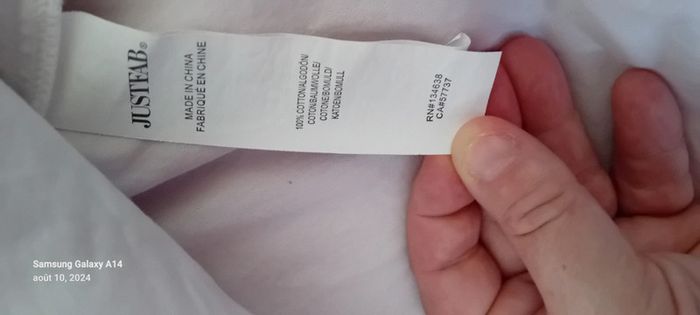 JUSTFAB®
MADE IN CHINA
FABRIQUÉ EN CHINE
100% COTTON/ALGODÓN/
COTON/BAUMWOLLE/
COTONE/BOMULD/
KATOEN/BOMULL
RN#134638
CA#57737
Samsung Galaxy A14
août 10, 2024